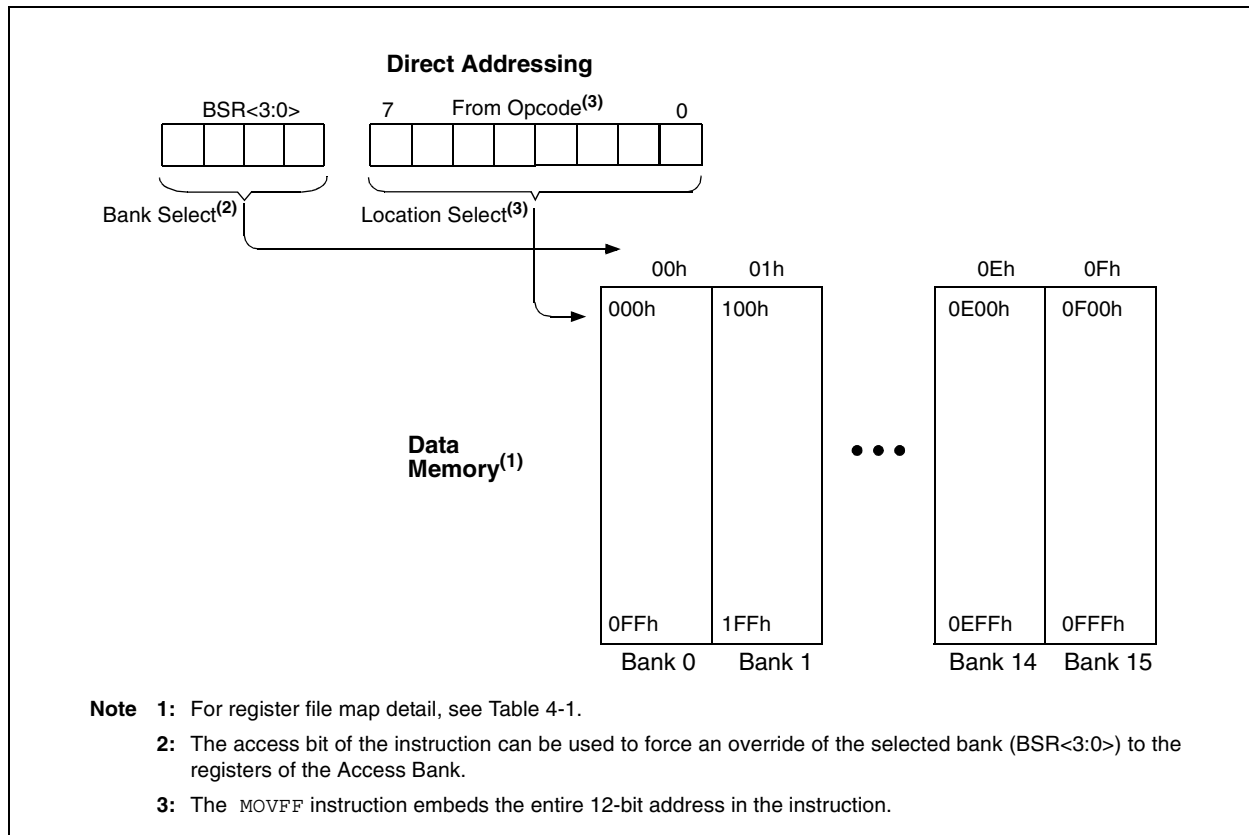 Direct Addressing
BSR<3:0> 7 From Opcode(3) 0
Bank Select(2) Location Select(3)
00h 01h 0Eh 0Fh
000h 100h 0E00h 0F00h
Data
Memory(1)
0FFh 1FFh 0EFFh 0FFFh
Bank 0 Bank 1 Bank 14 Bank 15
Note 1: For register file map detail, see Table 4-1.
2: The access bit of the instruction can be used to force an override of the selected bank (BSR<3:0>) to the
registers of the Access Bank.
3: The MOVFF instruction embeds the entire 12-bit address in the instruction.